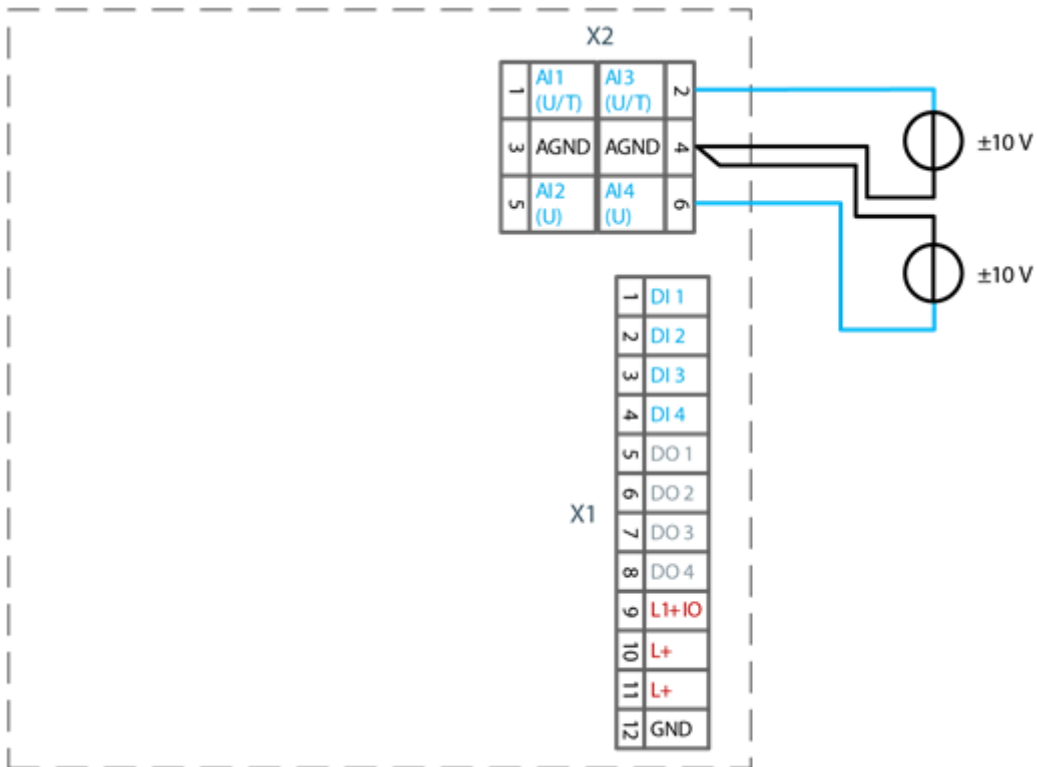 X2
1 AI1 (U/T) AI3 (U/T) 2
±10 V
3 AGND AGND 4
5 AI2 (U) AI4 (U) 6
±10 V
1 DI 1
2 DI 2
3 DI 3
4 DI 4
5 DO 1
6 DO 2
X1
7 DO 3
8 DO 4
9 L1+IO
10 L+
11 L+
12 GND